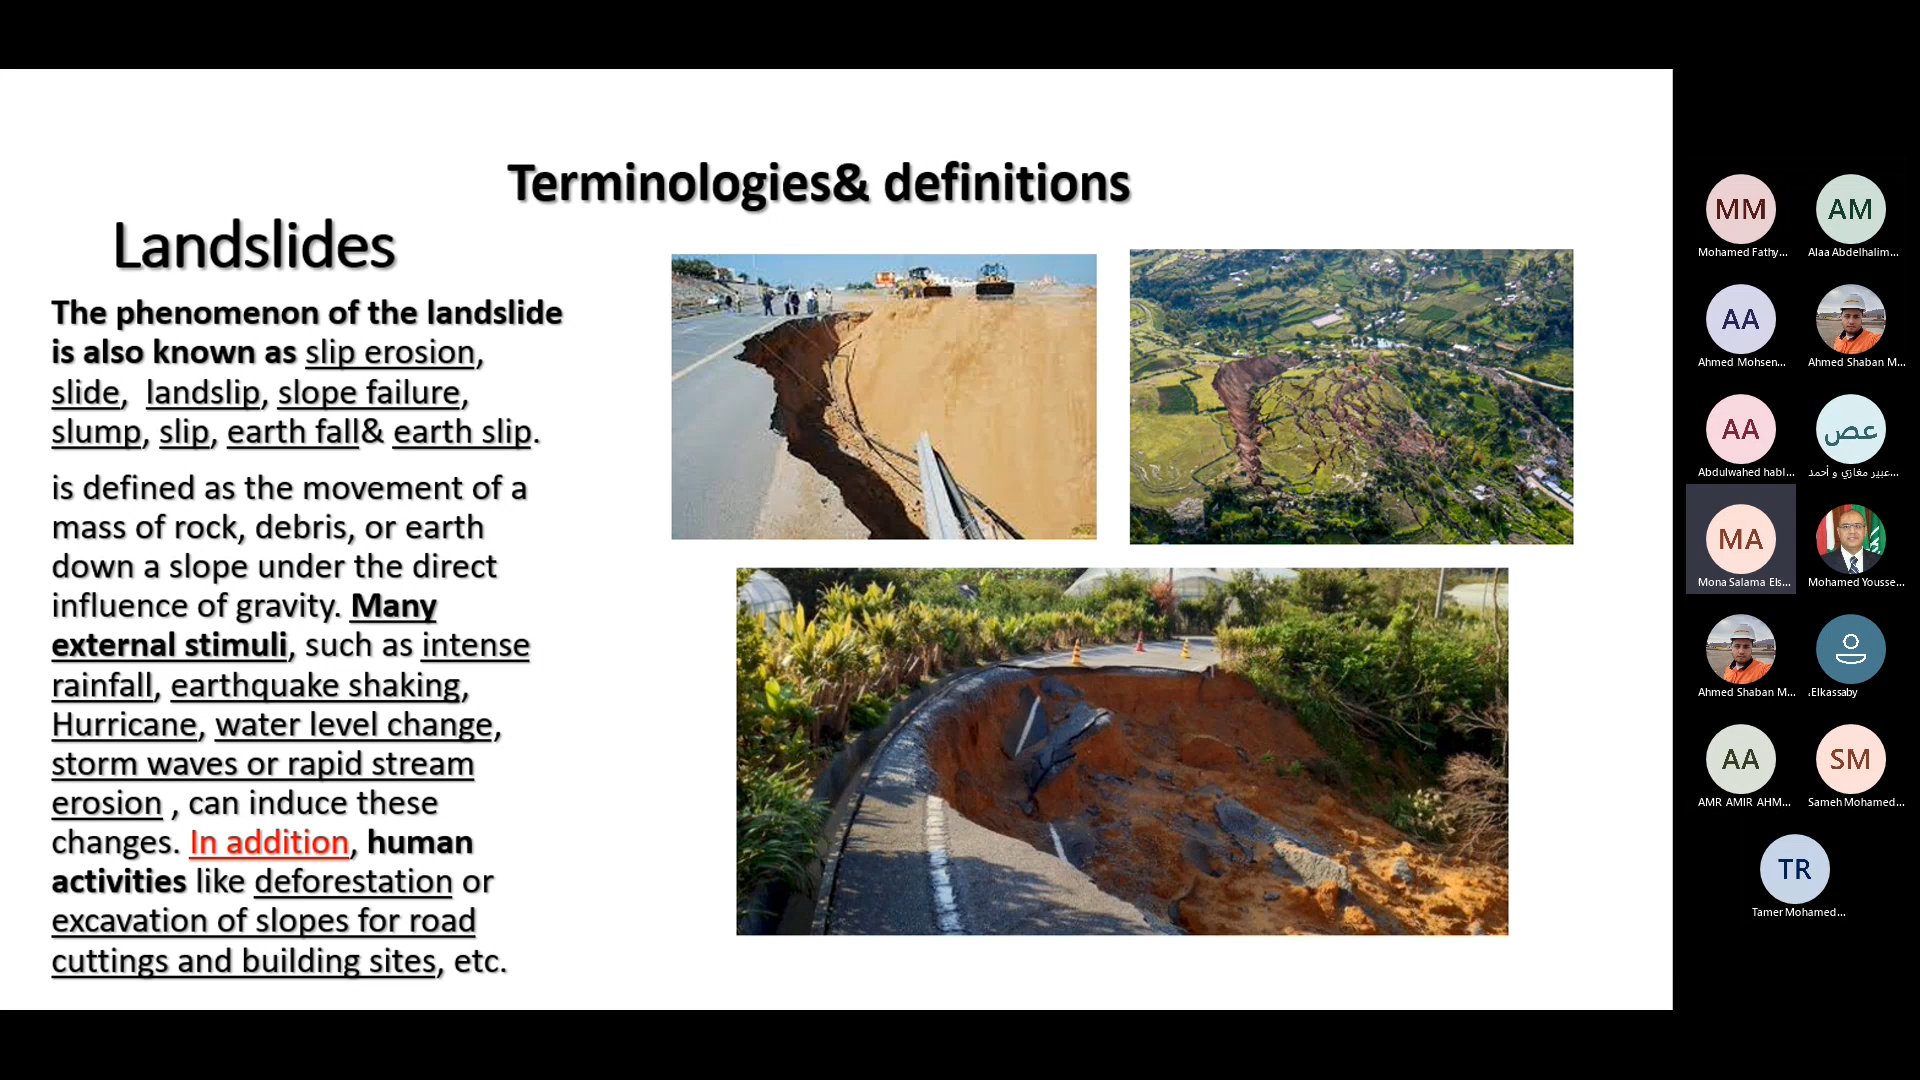 Terminologies& definitions
Landslides
The phenomenon of the landslide
is also known as slip erosion,
slide, landslip, slope failure,
slump, slip, earth fall& earth slip.
is defined as the movement of a
mass of rock, debris, or earth
down a slope under the direct
influence of gravity. Many
external stimuli, such as intense
rainfall, earthquake shaking,
Hurricane, water level change,
storm waves or rapid stream
erosion , can induce these
changes. In addition, human
activities like deforestation or
excavation of slopes for road
cuttings and building sites, etc.
MM
Mohamed Fathy...
AM
Alaa Abdelhalim...
AA
Ahmed Mohsen...
Ahmed Shaban M...
AA
Abdulwahed habl...
عص
عبير مغازي و أحمد...
MA
Mona Salama Els...
Mohamed Yousse...
Ahmed Shaban M...
.Elkassaby
AA
AMR AMIR AHM...
SM
Sameh Mohamed...
TR
Tamer Mohamed...